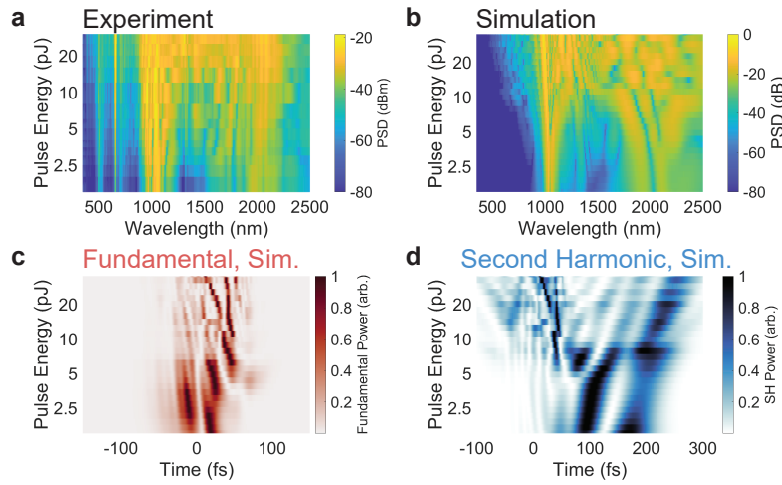 a Experiment
Pulse Energy (pJ)
20
10
5
2.5
500 1000 1500 2000 2500
Wavelength (nm)
-20
-40
-60
-80
PSD (dBm)
b Simulation
Pulse Energy (pJ)
20
10
5
2.5
500 1000 1500 2000 2500
Wavelength (nm)
0
-20
-40
-60
-80
PSD (dB)
c Fundamental, Sim.
Pulse Energy (pJ)
20
10
5
2.5
-100 0 100
Time (fs)
1
0.8
0.6
0.4
0.2
Fundamental Power (arb.)
d Second Harmonic, Sim.
Pulse Energy (pJ)
20
10
5
2.5
-100 0 100 200 300
Time (fs)
1
0.8
0.6
0.4
0.2
SH Power (arb.)